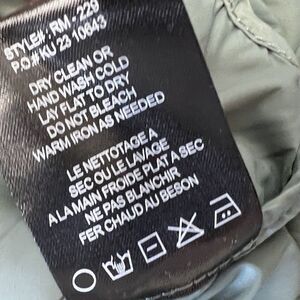 STYLE#: RM - 229
P.O.#KU 23 10643
DRY CLEAN OR
HAND WASH COLD
LAY FLAT TO DRY
DO NOT BLEACH
WARM IRON AS NEEDED
LE NETTOTAGE A
SEC OU LE LAVAGE
A LA MAIN FROIDE PLAT A SEC
NE PAS BLANCHIR
FER CHAUD AU BESON